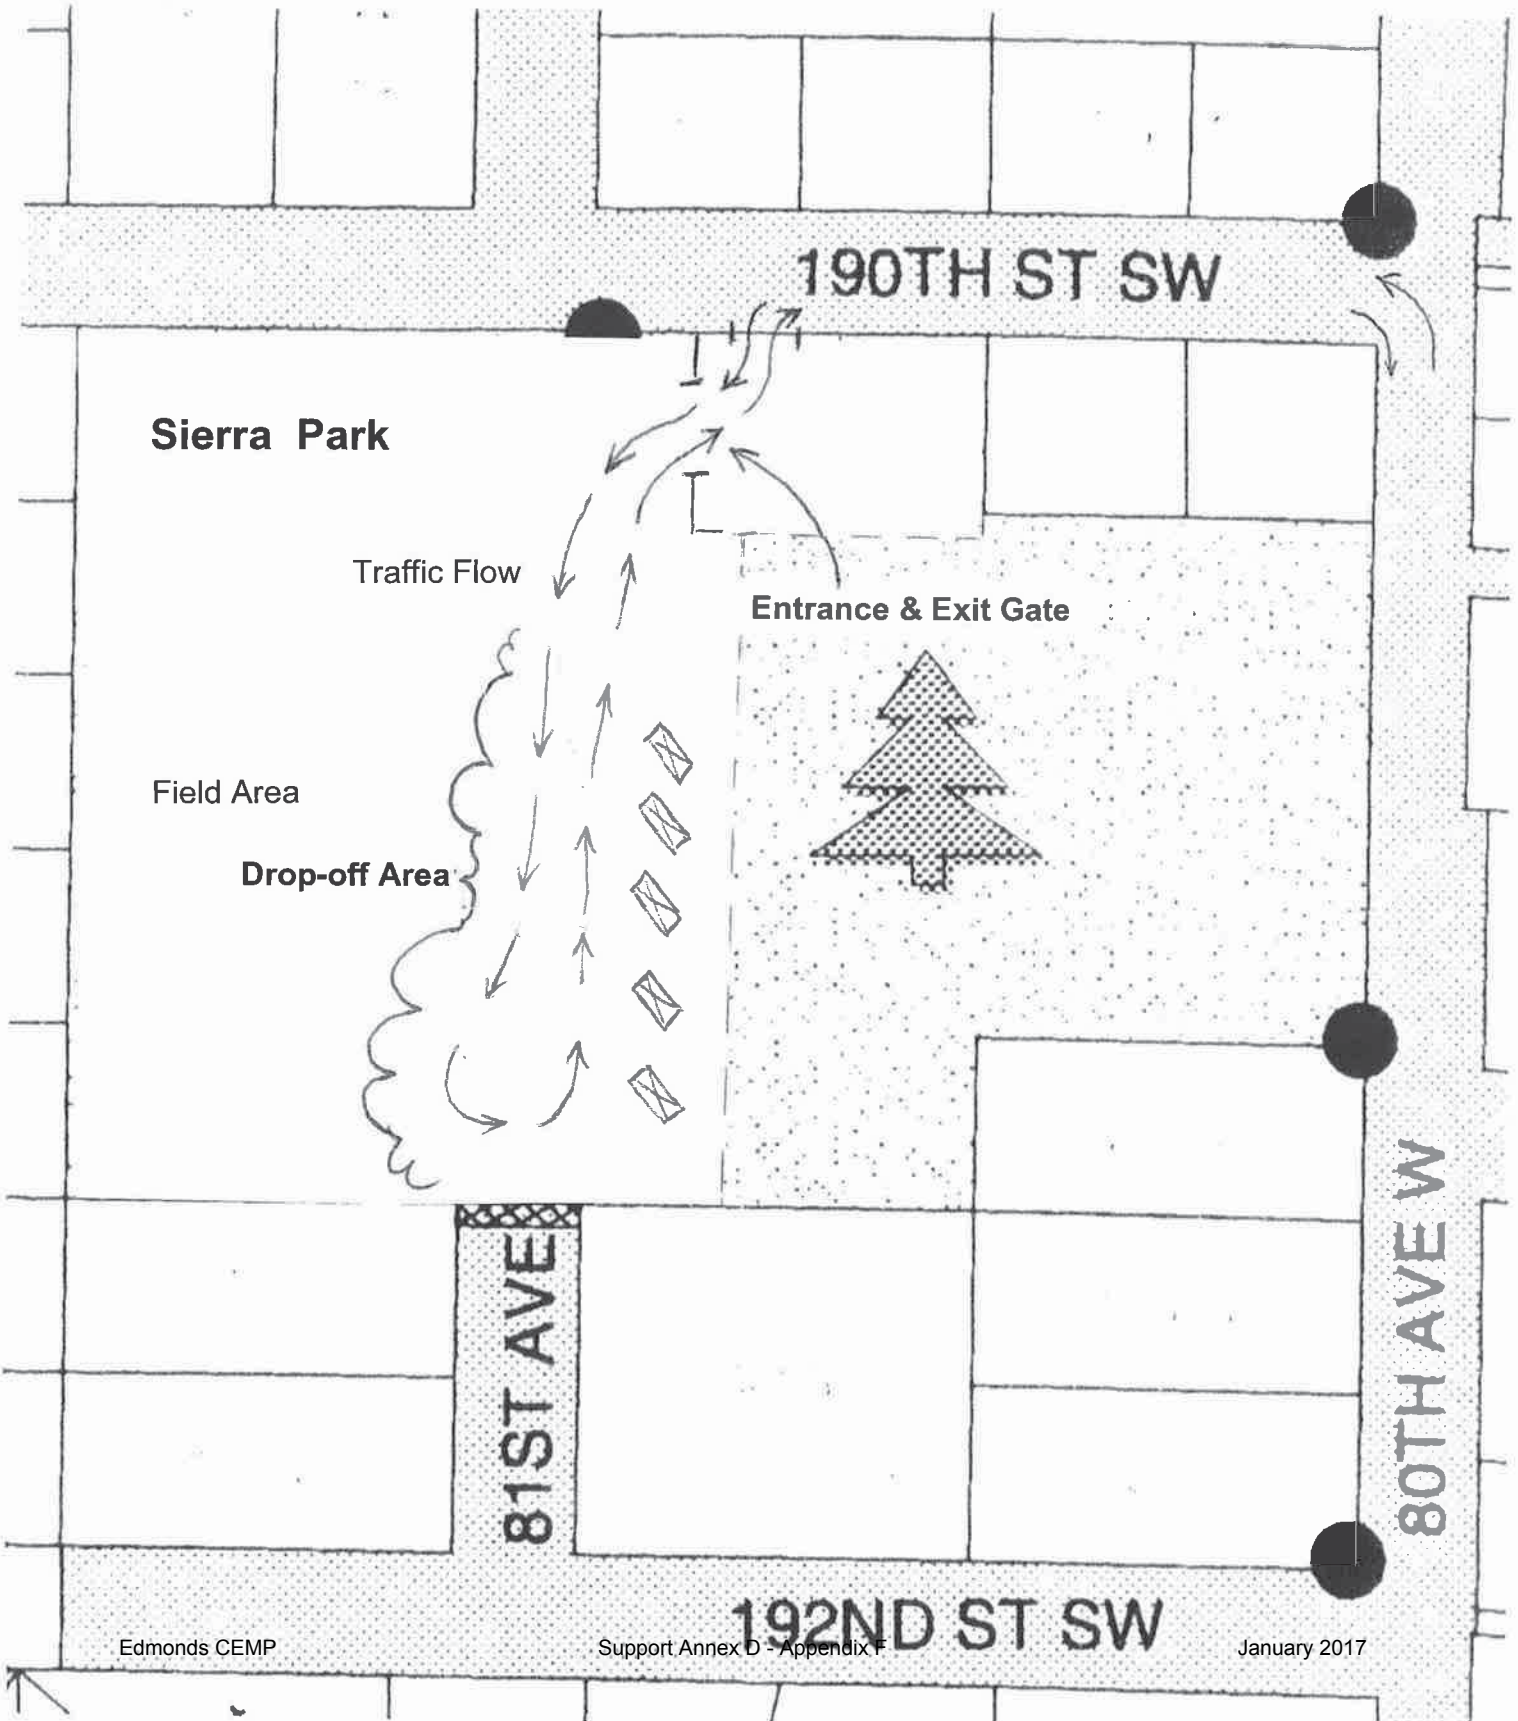 190TH ST SW
Sierra Park
Traffic Flow
Entrance & Exit Gate
Field Area
Drop-off Area
81ST AVE
80TH AVE W
192ND ST SW
Edmonds CEMP
Support Annex D - Appendix F
January 2017